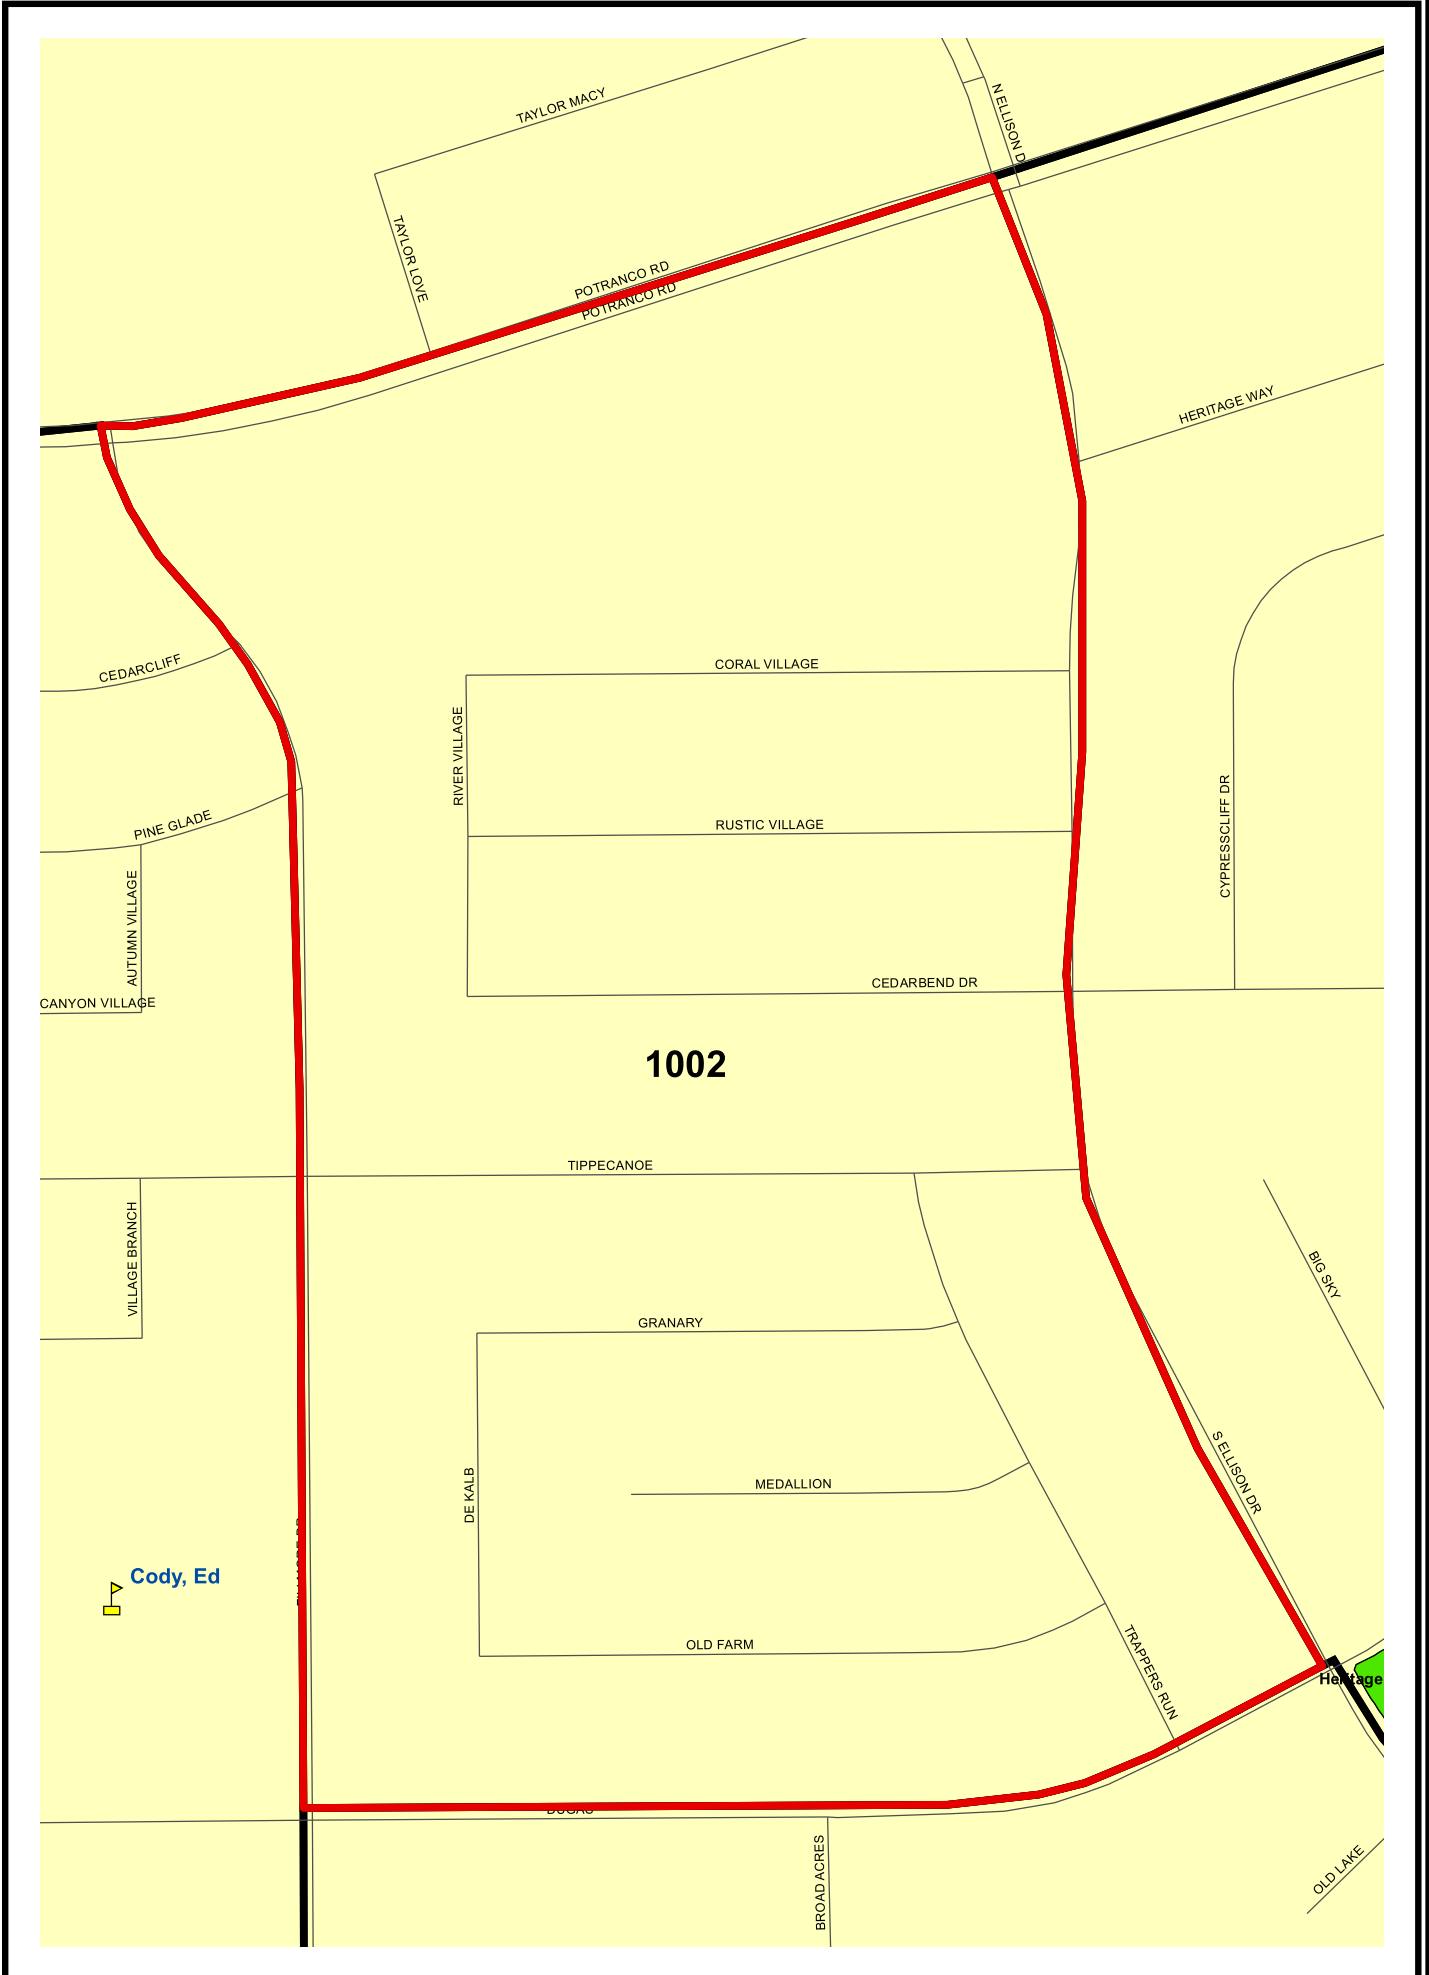 TAYLOR MACY
N ELLISON D
TAYLOR LOVE
POTRANCO RD
POTRANCO RD
HERITAGE WAY
CEDARCLIFF
CORAL VILLAGE
RIVER VILLAGE
CYPRESSCLIFF DR
PINE GLADE
RUSTIC VILLAGE
AUTUMN VILLAGE
CEDARBEND DR
CANYON VILLAGE
1002
TIPPECANOE
VILLAGE BRANCH
BIG SKY
GRANARY
S ELLISON DR
DE KALB
MEDALLION
Cody, Ed
OLD FARM
TRAPPERS RUN
Heritage
DUGAS
BROAD ACRES
OLD LAKE